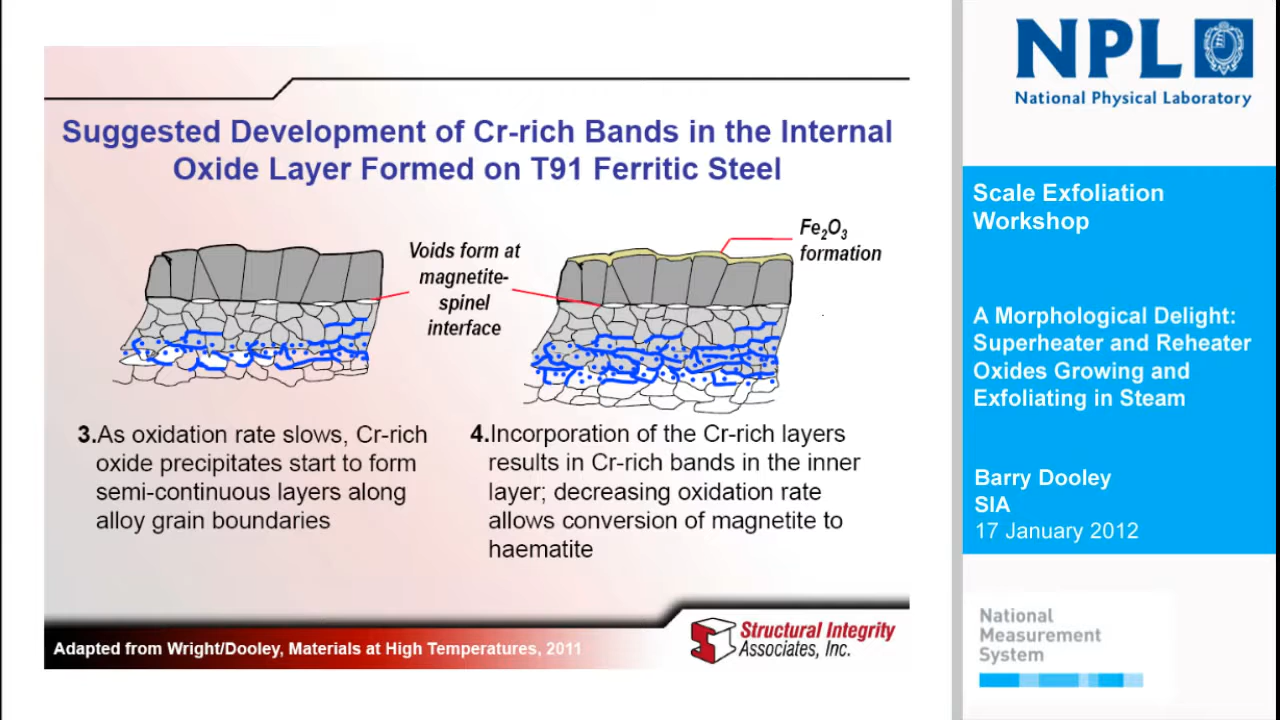 Suggested Development of Cr-rich Bands in the Internal
Oxide Layer Formed on T91 Ferritic Steel
Voids form at
magnetite-
spinel
interface
Fe₂O₃
formation
3.As oxidation rate slows, Cr-rich
oxide precipitates start to form
semi-continuous layers along
alloy grain boundaries
4.Incorporation of the Cr-rich layers
results in Cr-rich bands in the inner
layer; decreasing oxidation rate
allows conversion of magnetite to
haematite
Adapted from Wright/Dooley, Materials at High Temperatures, 2011
Structural Integrity
Associates, Inc.
NPL
National Physical Laboratory
Scale Exfoliation
Workshop
A Morphological Delight:
Superheater and Reheater
Oxides Growing and
Exfoliating in Steam
Barry Dooley
SIA
17 January 2012
National
Measurement
System